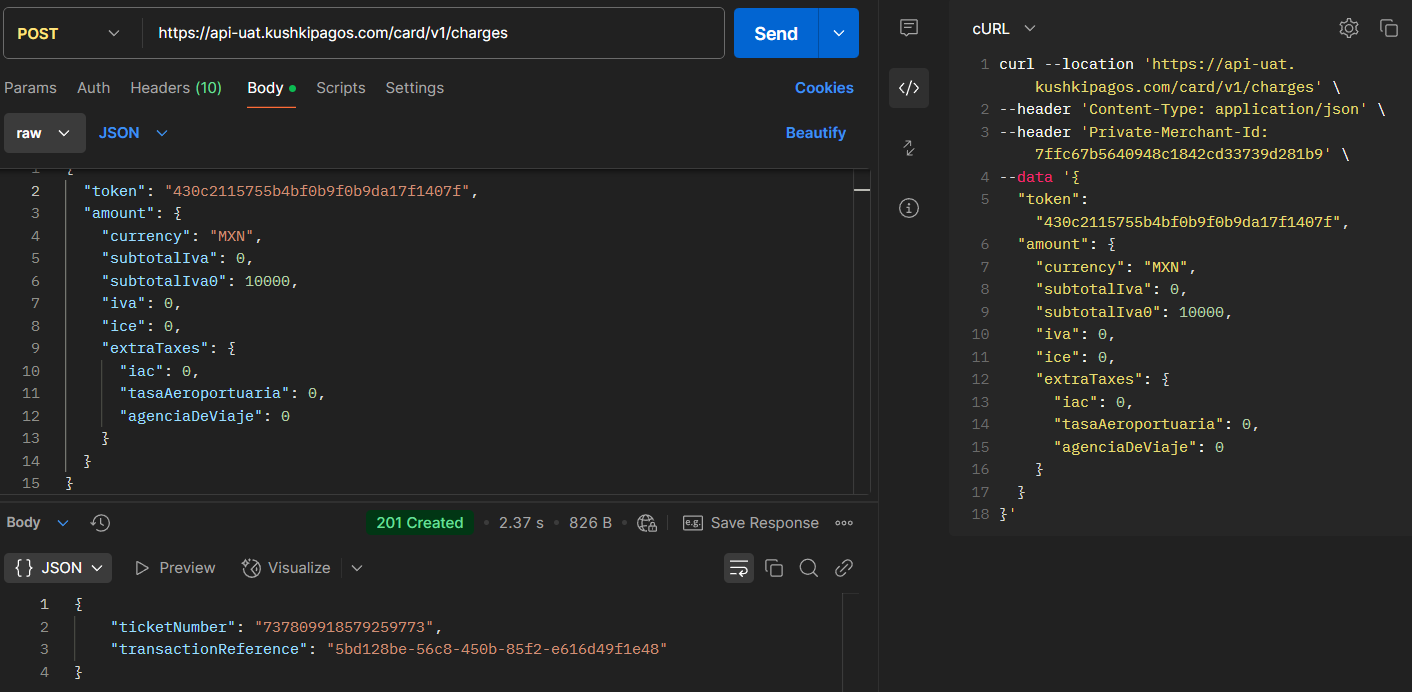 POST
https://api-uat.kushkipagos.com/card/v1/charges
Send
Params Auth Headers (10) Body Scripts Settings Cookies
raw JSON Beautify
1 {
2 "token": "430c2115755b4bf0b9f0b9da17f1407f",
3 "amount": {
4 "currency": "MXN",
5 "subtotalIva": 0,
6 "subtotalIva0": 10000,
7 "iva": 0,
8 "ice": 0,
9 "extraTaxes": {
10 "iac": 0,
11 "tasaAeroportuaria": 0,
12 "agenciaDeViaje": 0
13 }
14 }
15 }
Body 201 Created • 2.37 s • 826 B • e.g. Save Response
{} JSON Preview Visualize
1 {
2 "ticketNumber": "737809918579259773",
3 "transactionReference": "5bd128be-56c8-450b-85f2-e616d49f1e48"
4 }
cURL
1 curl --location 'https://api-uat.
kushkipagos.com/card/v1/charges' \
2 --header 'Content-Type: application/json' \
3 --header 'Private-Merchant-Id:
7ffc67b5640948c1842cd33739d281b9' \
4 --data '{
5 "token":
"430c2115755b4bf0b9f0b9da17f1407f",
6 "amount": {
7 "currency": "MXN",
8 "subtotalIva": 0,
9 "subtotalIva0": 10000,
10 "iva": 0,
11 "ice": 0,
12 "extraTaxes": {
13 "iac": 0,
14 "tasaAeroportuaria": 0,
15 "agenciaDeViaje": 0
16 }
17 }
18 }'